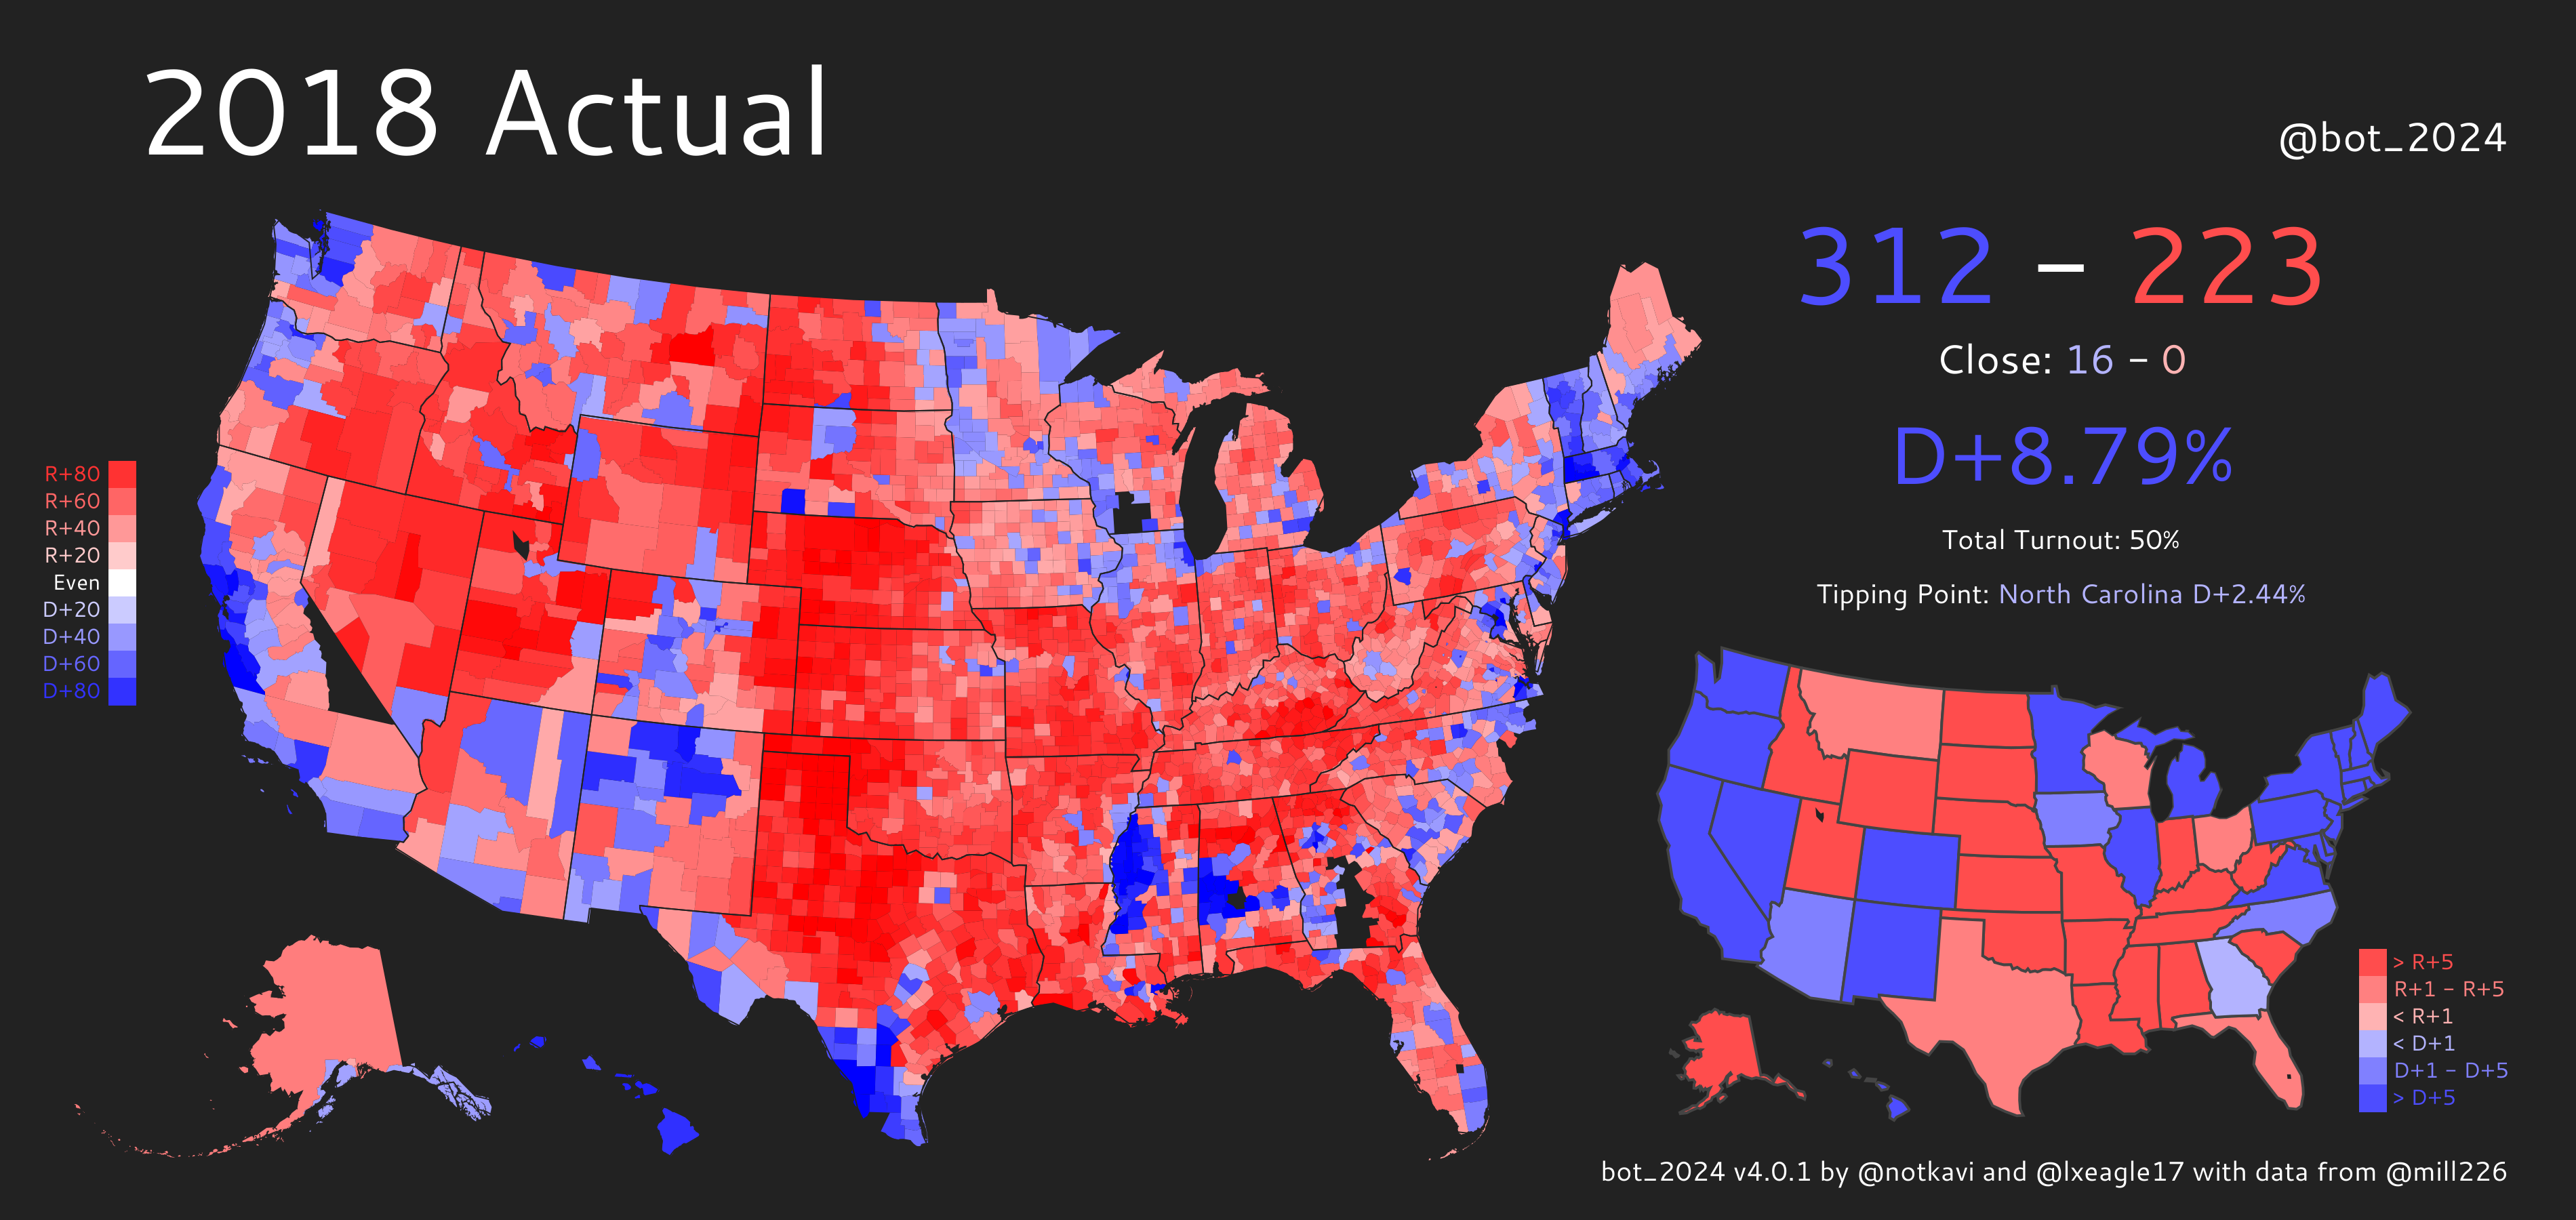 2018 Actual
@bot_2024
312 – 223
Close: 16 – 0
D+8.79%
Total Turnout: 50%
Tipping Point: North Carolina D+2.44%
R+80
R+60
R+40
R+20
Even
D+20
D+40
D+60
D+80
> R+5
R+1 – R+5
< R+1
< D+1
D+1 – D+5
> D+5
bot_2024 v4.0.1 by @notkavi and @lxeagle17 with data from @mill226